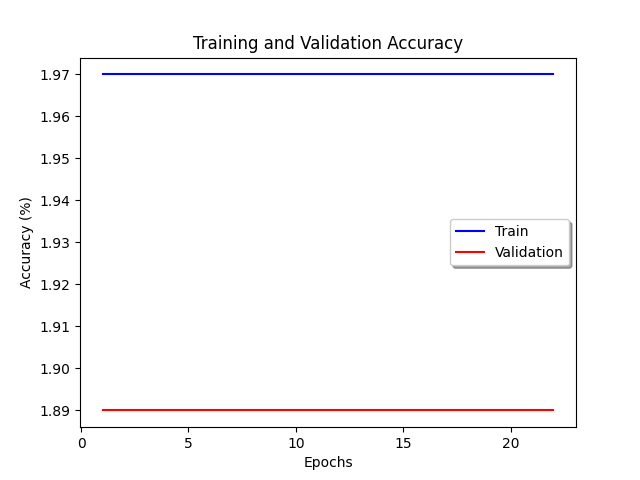 Training and Validation Accuracy
Accuracy (%)
1.97
1.96
1.95
1.94
1.93
1.92
1.91
1.90
1.89
Train
Validation
0 5 10 15 20
Epochs